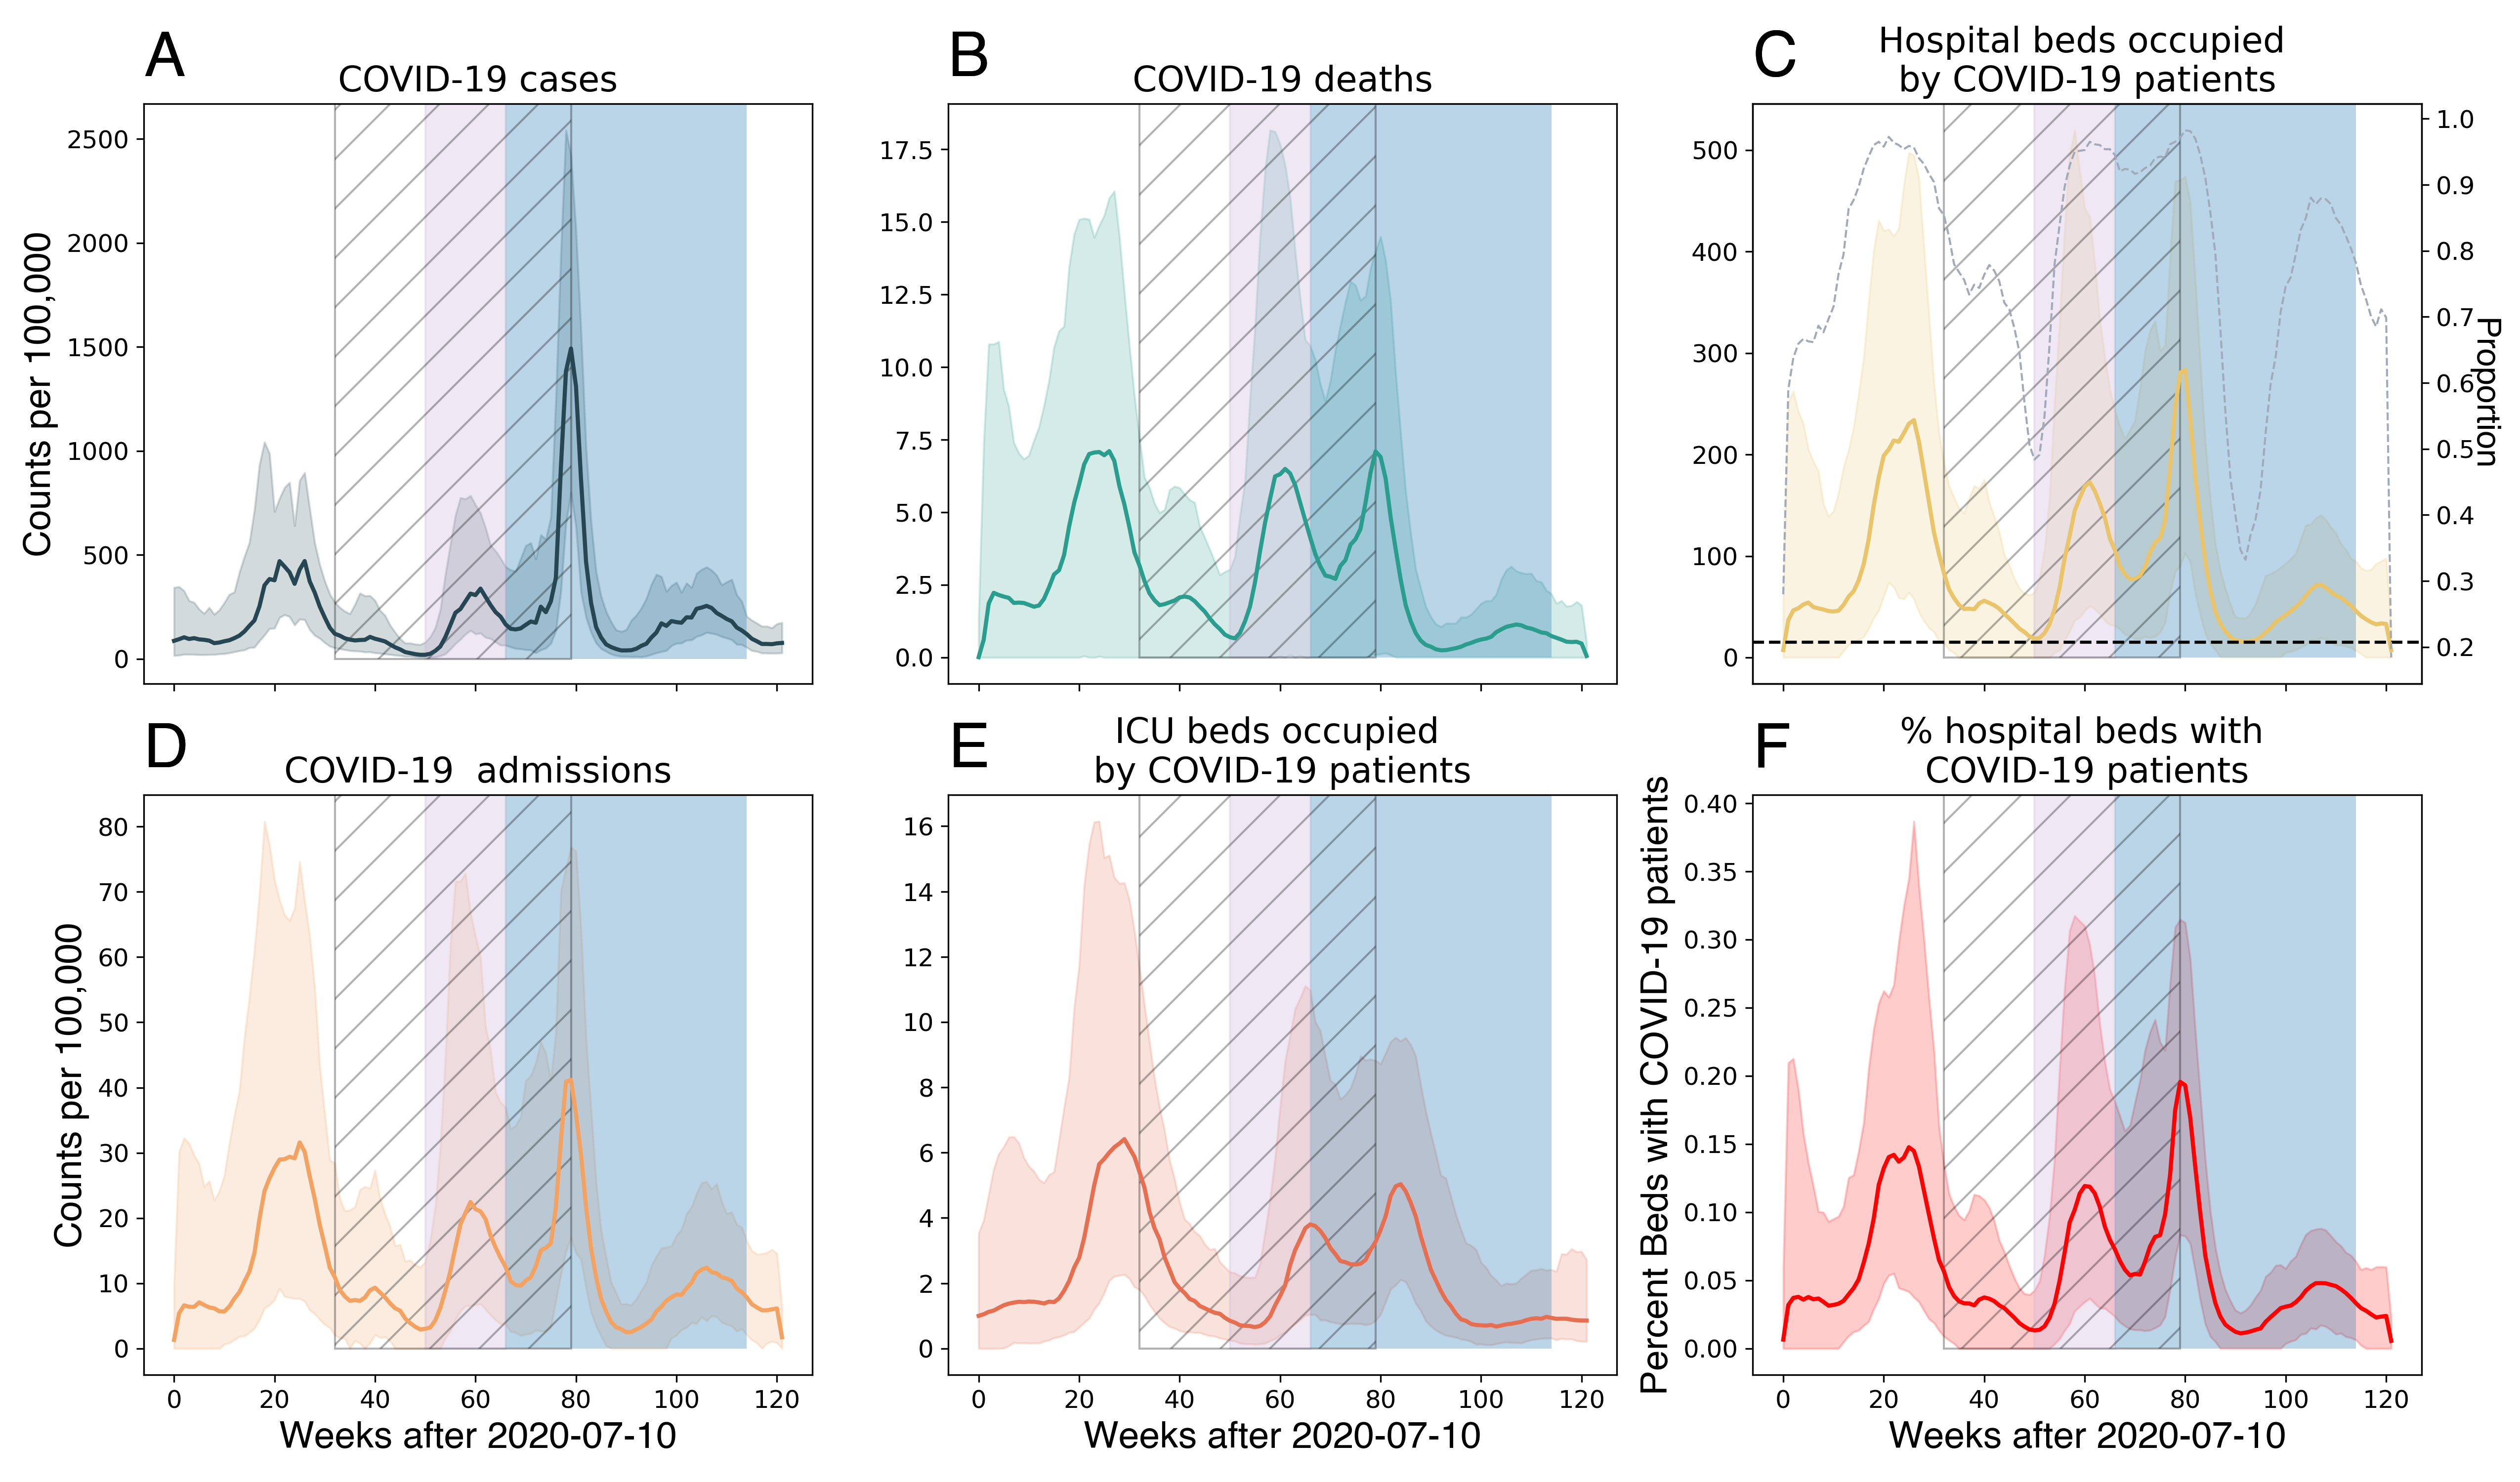 A
COVID-19 cases
Counts per 100,000
2500
2000
1500
1000
500
0
B
COVID-19 deaths
17.5
15.0
12.5
10.0
7.5
5.0
2.5
0.0
C
Hospital beds occupied
by COVID-19 patients
500
400
300
200
100
0
1.0
0.9
0.8
0.7
0.6
0.5
0.4
0.3
0.2
Proportion
D
COVID-19  admissions
Counts per 100,000
80
70
60
50
40
30
20
10
0
0 20 40 60 80 100 120
Weeks after 2020-07-10
E
ICU beds occupied
by COVID-19 patients
16
14
12
10
8
6
4
2
0
0 20 40 60 80 100 120
Weeks after 2020-07-10
F
% hospital beds with
COVID-19 patients
Percent Beds with COVID-19 patients
0.40
0.35
0.30
0.25
0.20
0.15
0.10
0.05
0.00
0 20 40 60 80 100 120
Weeks after 2020-07-10